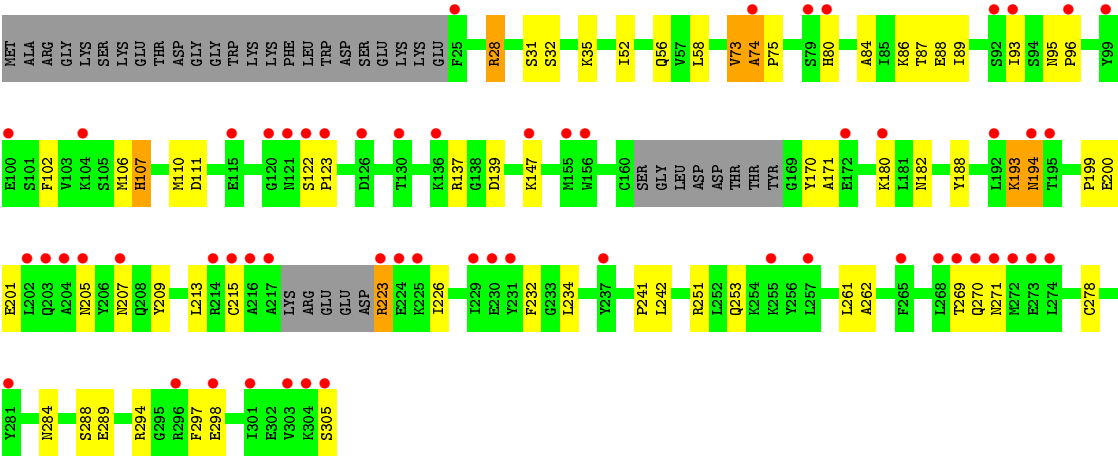 MET ALA ARG GLY LYS SER LYS GLU THR ASP GLY GLY TRP LYS LYS PHE LEU TRP ASP SER GLU LYS LYS GLU F25 R28 S31 S32 K35 I52 Q56 V57 L58 V73 A74 P75 S79 H80 A84 I85 K86 T87 E88 I89 S92 I93 S94 N95 P96 Y99
E100 S101 F102 V103 K104 S105 M106 H107 M110 D111 E115 G120 N121 S122 P123 D126 T130 K136 R137 G138 D139 K147 M155 W156 C160 SER GLY LEU ASP ASP THR THR TYR G169 Y170 A171 E172 K180 L181 N182 Y188 L192 K193 N194 T195 P199 E200
E201 L202 Q203 A204 N205 Y206 N207 Q208 Y209 L213 R214 C215 A216 A217 LYS ARG GLU GLU ASP R223 E224 K225 I226 I229 E230 Y231 F232 G233 L234 Y237 P241 L242 R251 L252 Q253 K254 K255 Y256 L257 L261 A262 F265 L268 T269 Q270 N271 M272 E273 L274 C278
Y281 N284 S288 E289 R294 G295 R296 F297 E298 I301 E302 V303 K304 S305